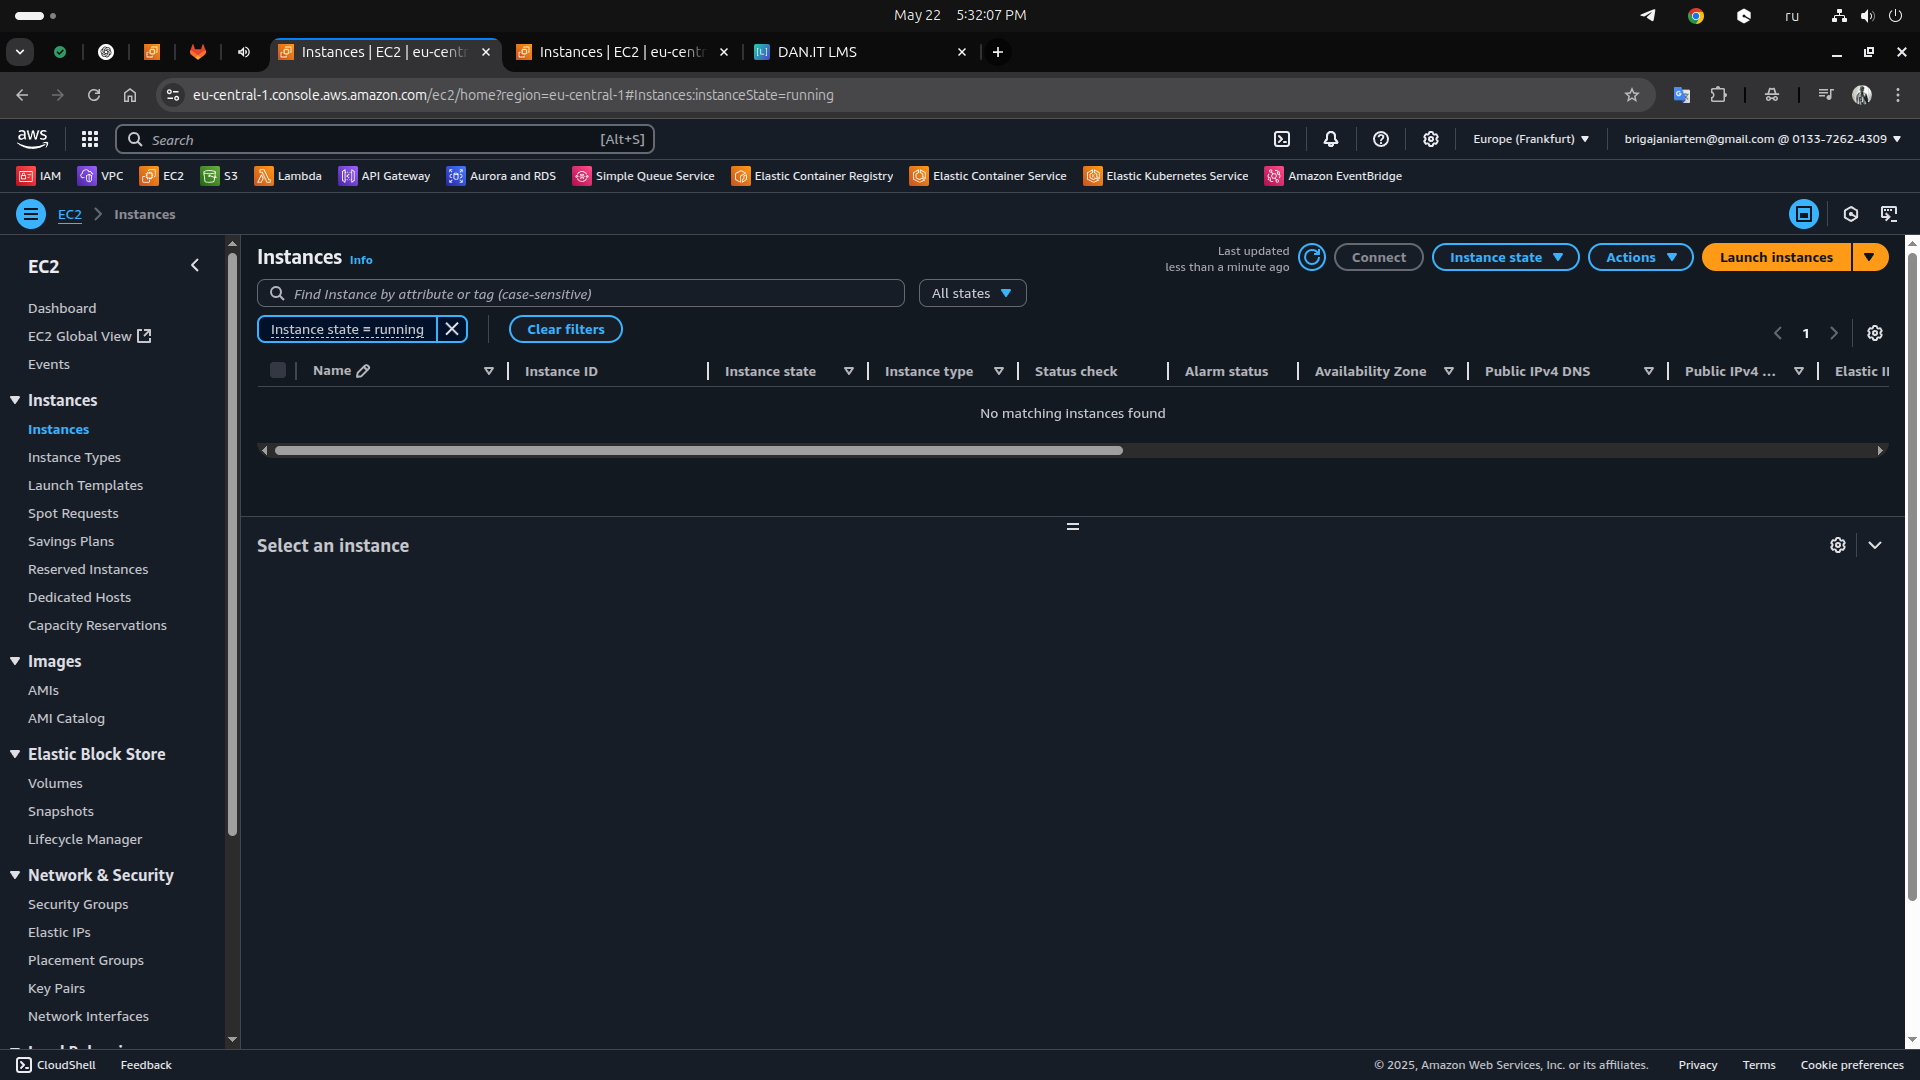 May 22 5:32:07 PM
ru
Instances | EC2 | eu-centr
Instances | EC2 | eu-centr
DAN.IT LMS
eu-central-1.console.aws.amazon.com/ec2/home?region=eu-central-1#Instances:instanceState=running
aws
Search
[Alt+S]
Europe (Frankfurt)
brigajaniartem@gmail.com @ 0133-7262-4309
IAM
VPC
EC2
S3
Lambda
API Gateway
Aurora and RDS
Simple Queue Service
Elastic Container Registry
Elastic Container Service
Elastic Kubernetes Service
Amazon EventBridge
EC2
Instances
EC2
Dashboard
EC2 Global View
Events
Instances
Instances
Instance Types
Launch Templates
Spot Requests
Savings Plans
Reserved Instances
Dedicated Hosts
Capacity Reservations
Images
AMIs
AMI Catalog
Elastic Block Store
Volumes
Snapshots
Lifecycle Manager
Network & Security
Security Groups
Elastic IPs
Placement Groups
Key Pairs
Network Interfaces
Instances Info
Last updated
less than a minute ago
Connect
Instance state
Actions
Launch instances
Find Instance by attribute or tag (case-sensitive)
All states
Instance state = running
Clear filters
1
Name
Instance ID
Instance state
Instance type
Status check
Alarm status
Availability Zone
Public IPv4 DNS
Public IPv4 ...
Elastic I
No matching instances found
Select an instance
CloudShell
Feedback
© 2025, Amazon Web Services, Inc. or its affiliates.
Privacy
Terms
Cookie preferences